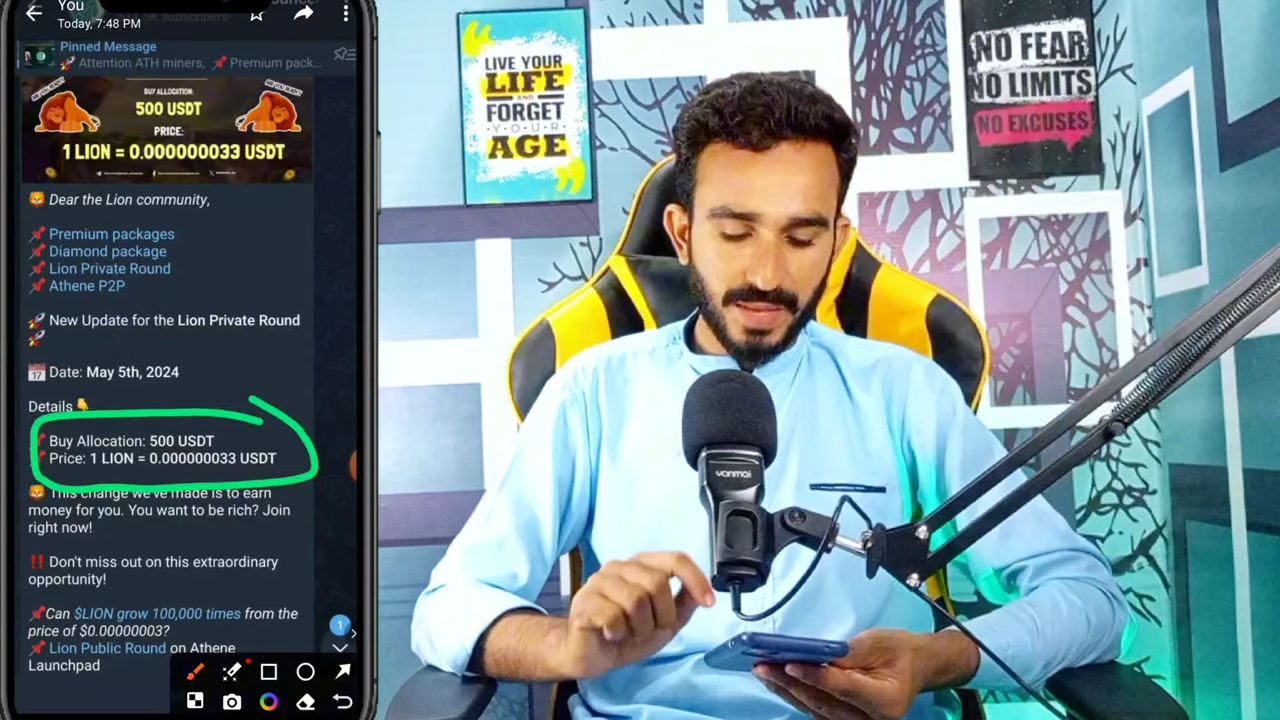 You
Today, 7:48 PM
5K subscribers
Pinned Message
🚀 Attention ATH miners, 📌 Premium pack...
BUY ALLOCATION:
500 USDT
PRICE:
1 LION = 0.000000033 USDT
🦁 Dear the Lion community,
📌 Premium packages
📌 Diamond package
📌 Lion Private Round
📌 Athene P2P
🚀 New Update for the Lion Private Round
🚀
📅 Date: May 5th, 2024
Details 👇
Buy Allocation: 500 USDT
Price: 1 LION = 0.000000033 USDT
🦁 This change we've made is to earn
money for you. You want to be rich? Join
right now!
‼️ Don't miss out on this extraordinary
opportunity!
📌Can $LION grow 100,000 times from the
price of $0.00000003?
📌 Lion Public Round on Athene
Launchpad
1
LIVE YOUR
LIFE
AND
FORGET
YOUR
AGE
NO FEAR
NO LIMITS
NO EXCUSES
vanmai